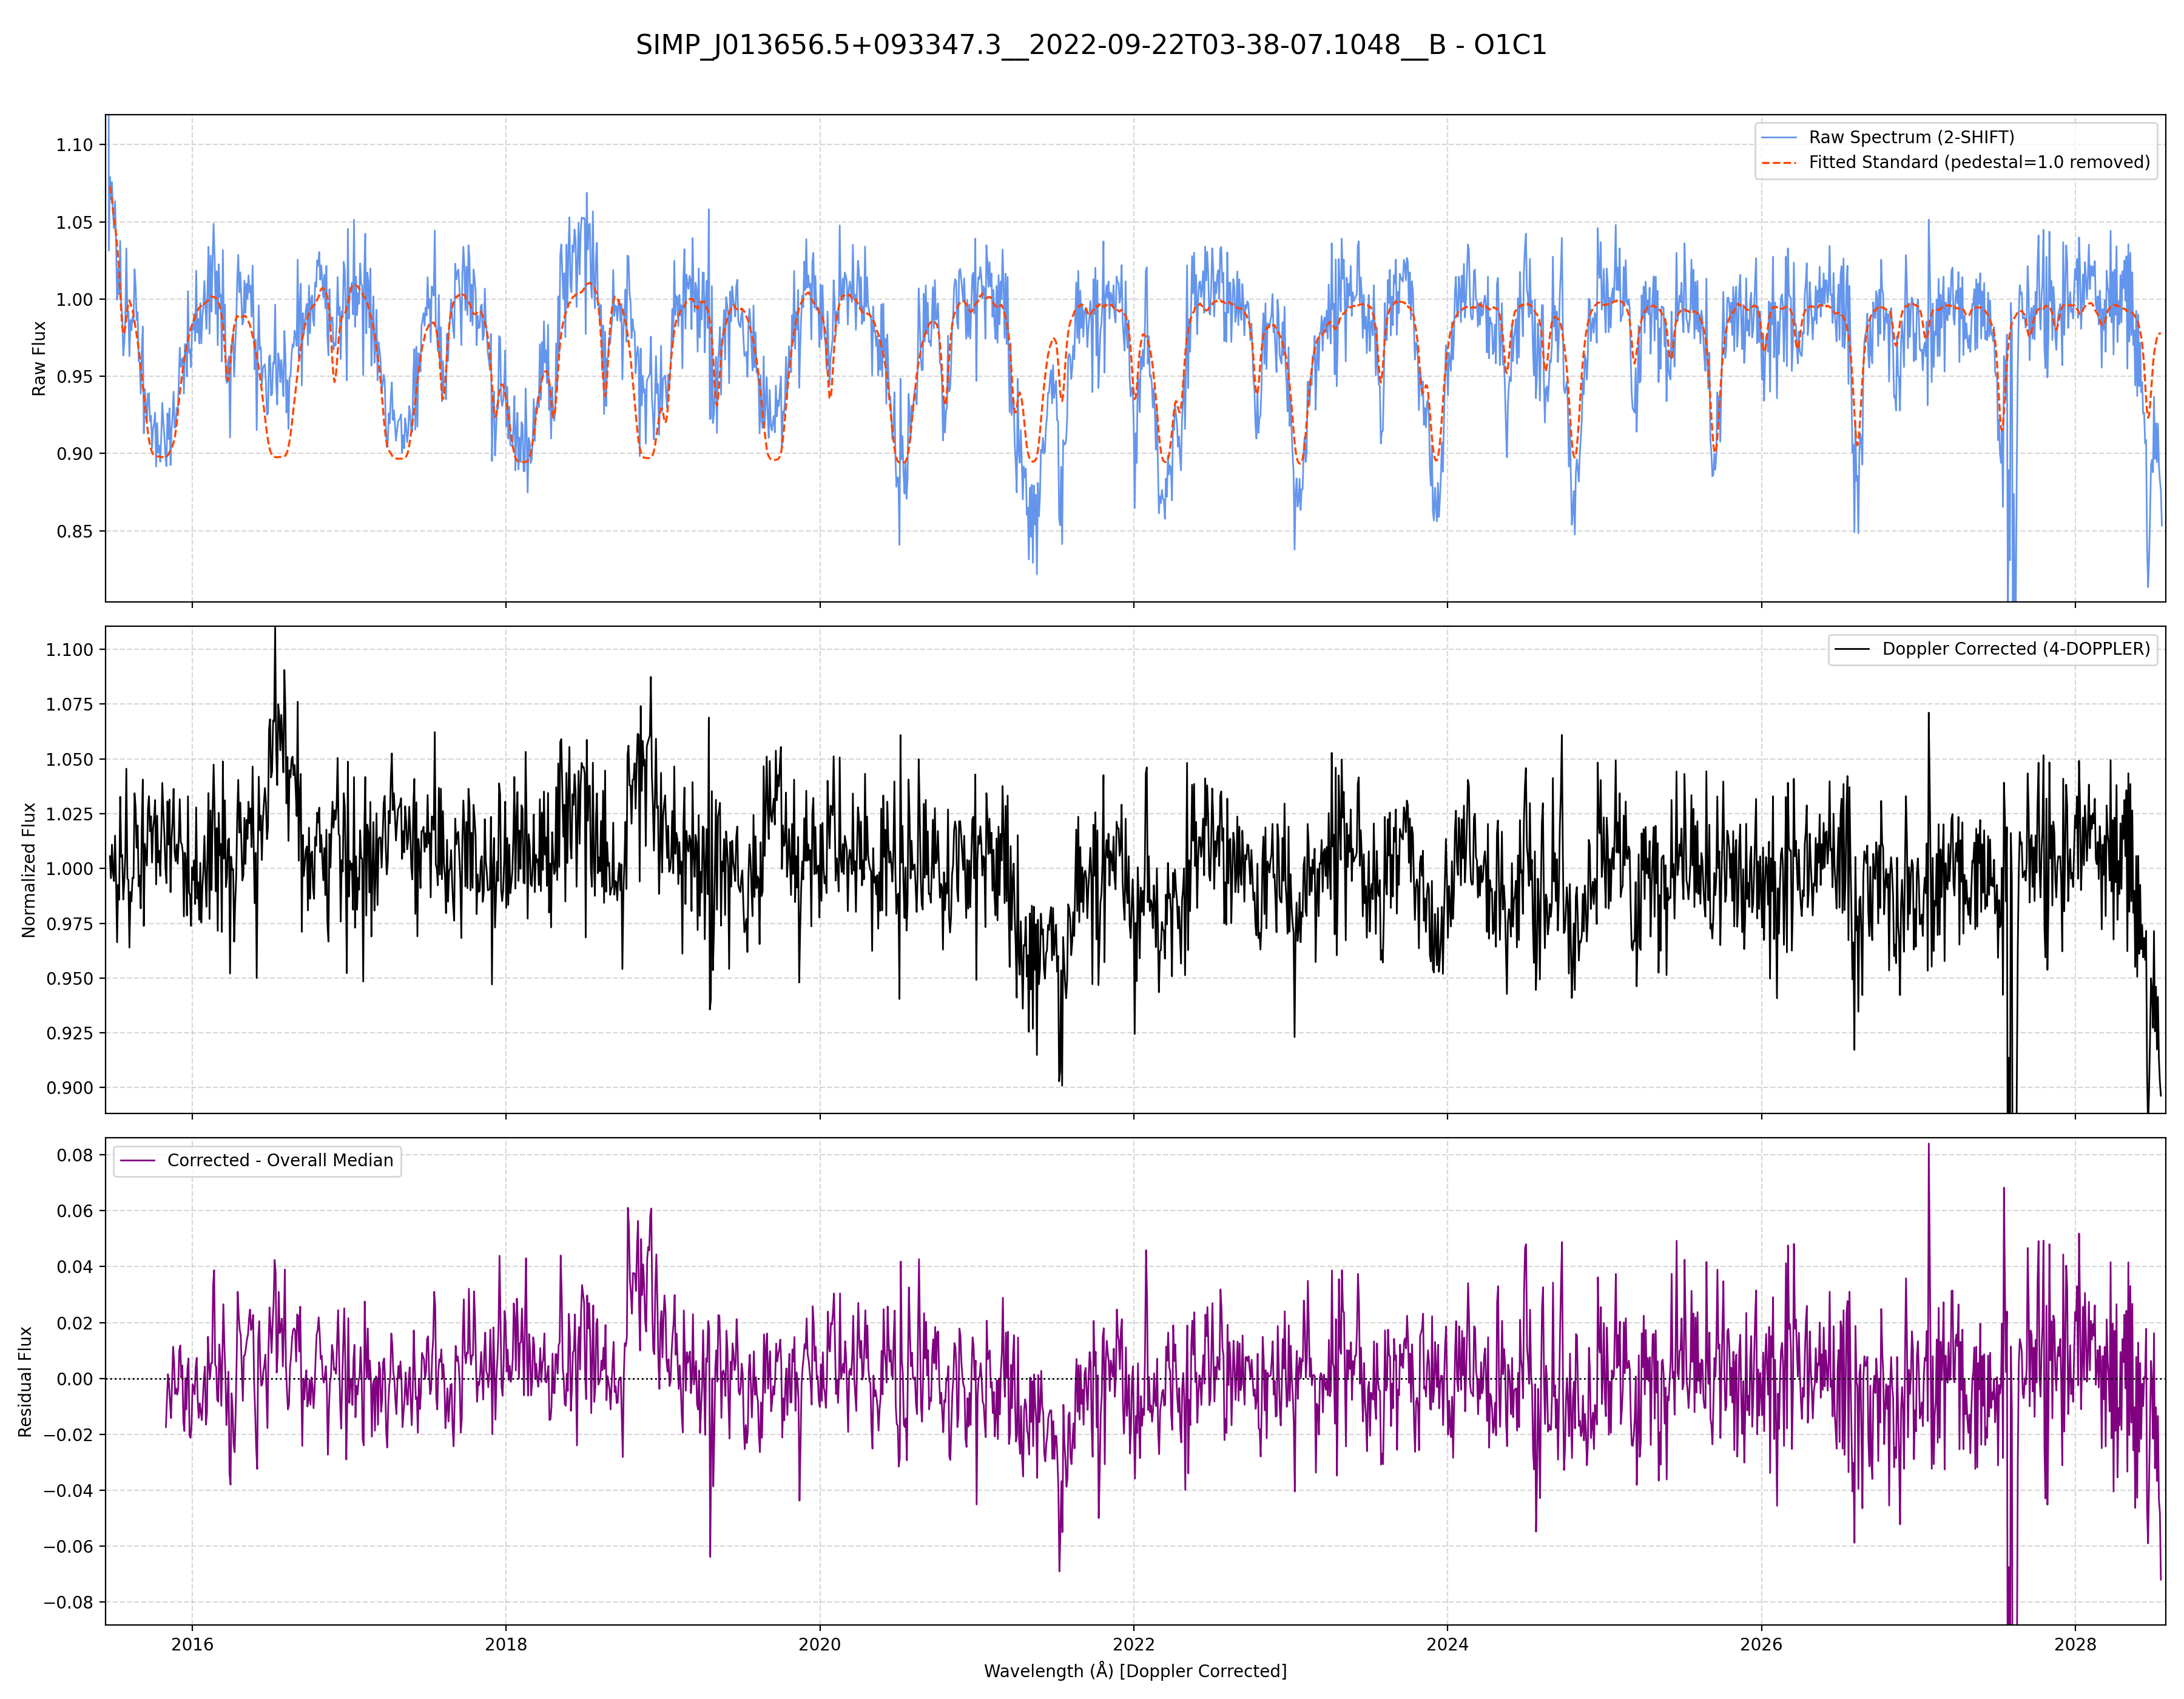 SIMP_J013656.5+093347.3__2022-09-22T03-38-07.1048__B - O1C1
Raw Spectrum (2-SHIFT)
Fitted Standard (pedestal=1.0 removed)
1.10
1.05
1.00
0.95
0.90
0.85
Raw Flux
Doppler Corrected (4-DOPPLER)
1.100
1.075
1.050
1.025
1.000
0.975
0.950
0.925
0.900
Normalized Flux
Corrected - Overall Median
0.08
0.06
0.04
0.02
0.00
−0.02
−0.04
−0.06
−0.08
Residual Flux
2016 2018 2020 2022 2024 2026 2028
Wavelength (Å) [Doppler Corrected]